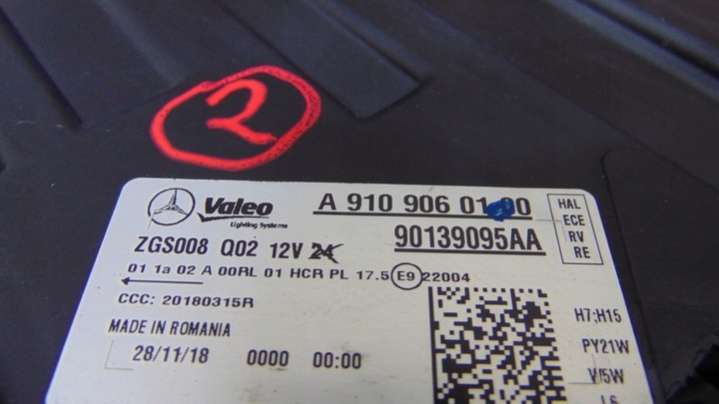 2
Valeo
Lighting Systems
A 910 906 01 00
HAL
ECE
RV
RE
ZGS008 Q02 12V 24
90139095AA
01 1a 02 A 00RL 01 HCR PL 17.5 E9 22004
CCC: 20180315R
MADE IN ROMANIA
28/11/18 0000 00:00
H7;H15
PY21W
W5W